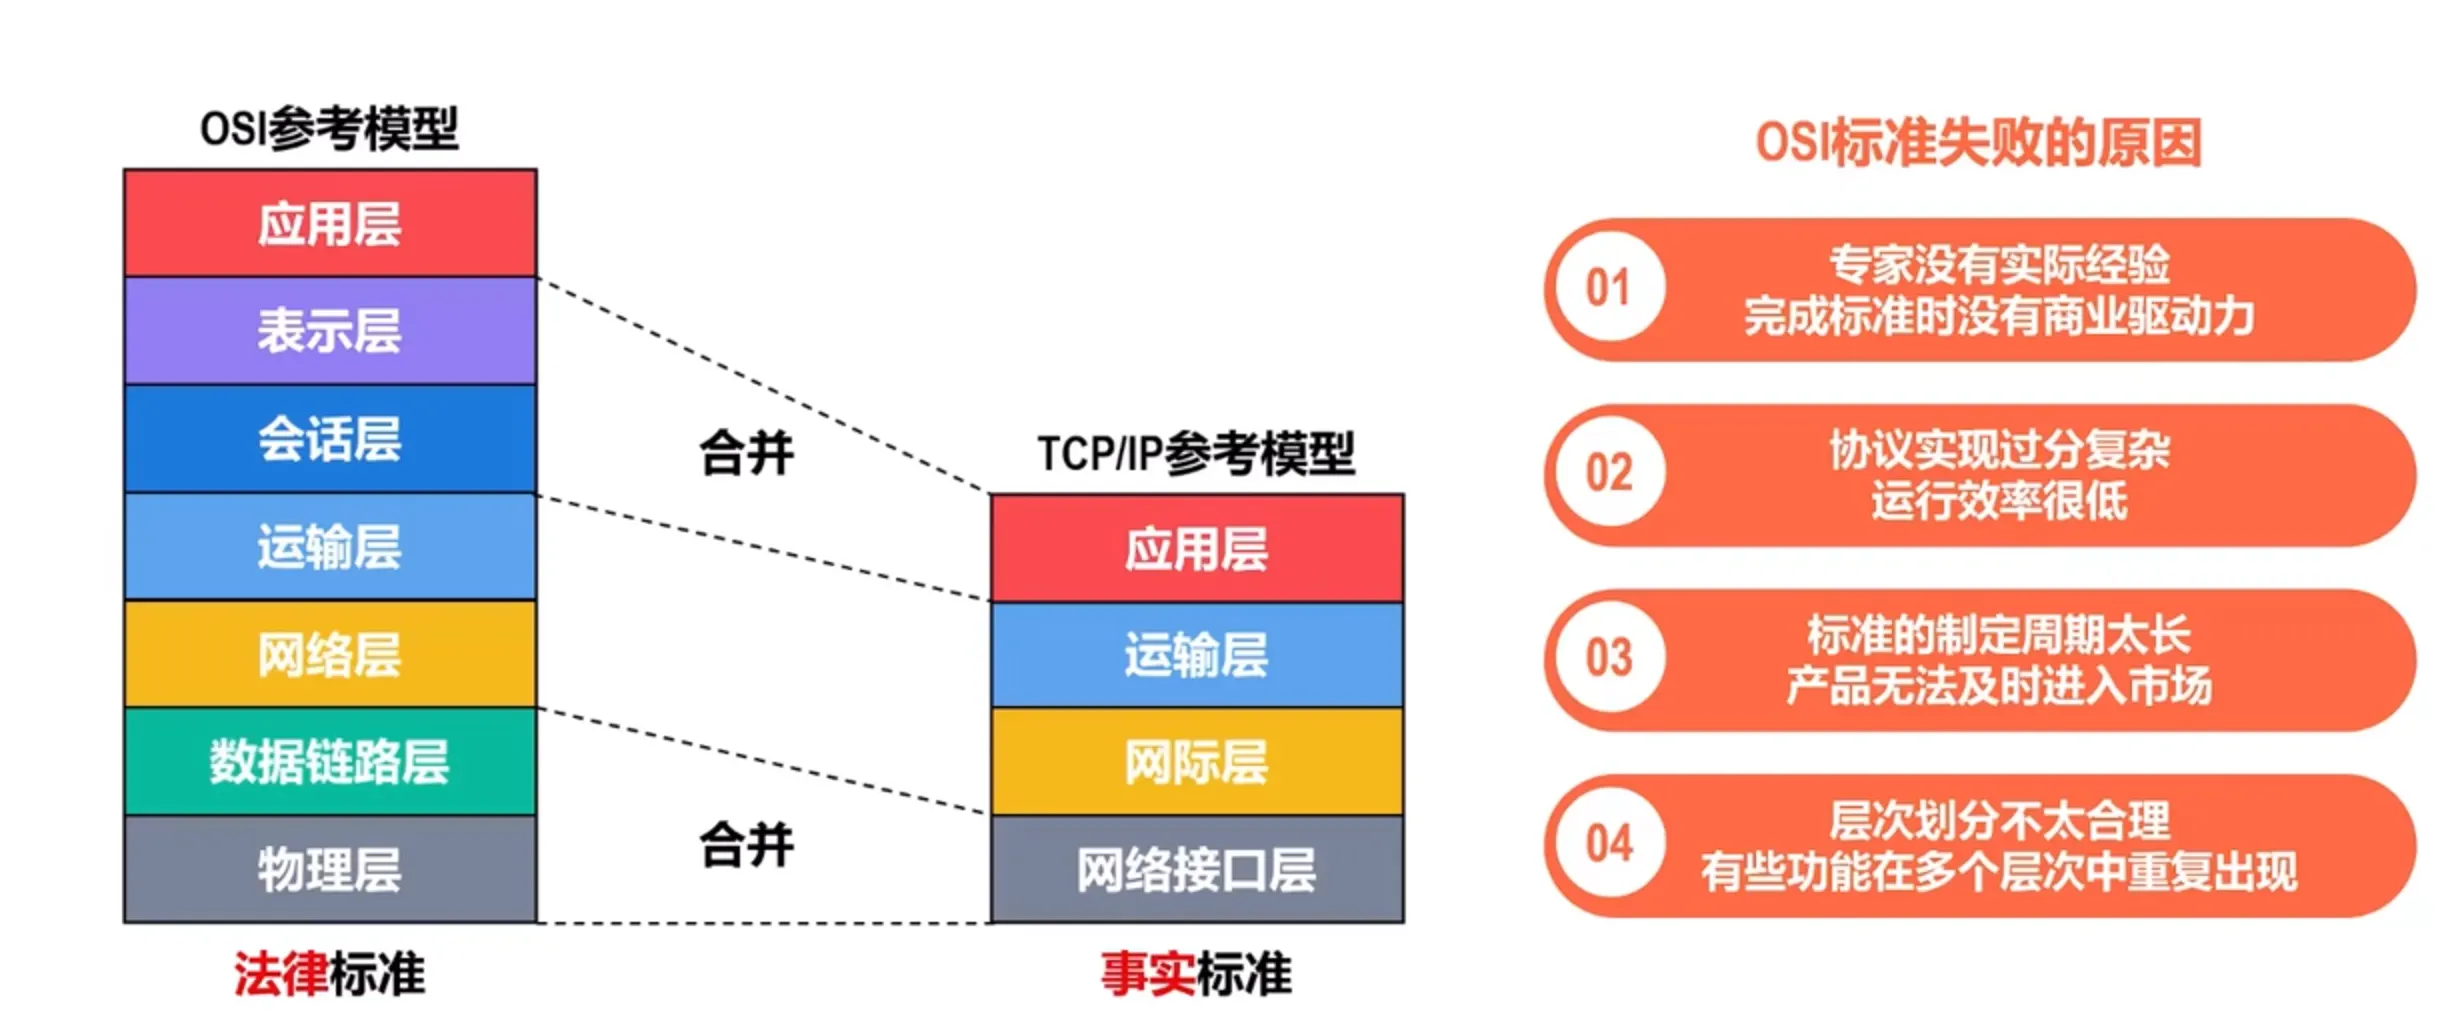 OSI参考模型
应用层
表示层
会话层
运输层
网络层
数据链路层
物理层
法律标准
合并
合并
TCP/IP参考模型
应用层
运输层
网际层
网络接口层
事实标准
OSI标准失败的原因
01
专家没有实际经验
完成标准时没有商业驱动力
02
协议实现过分复杂
运行效率很低
03
标准的制定周期太长
产品无法及时进入市场
04
层次划分不太合理
有些功能在多个层次中重复出现